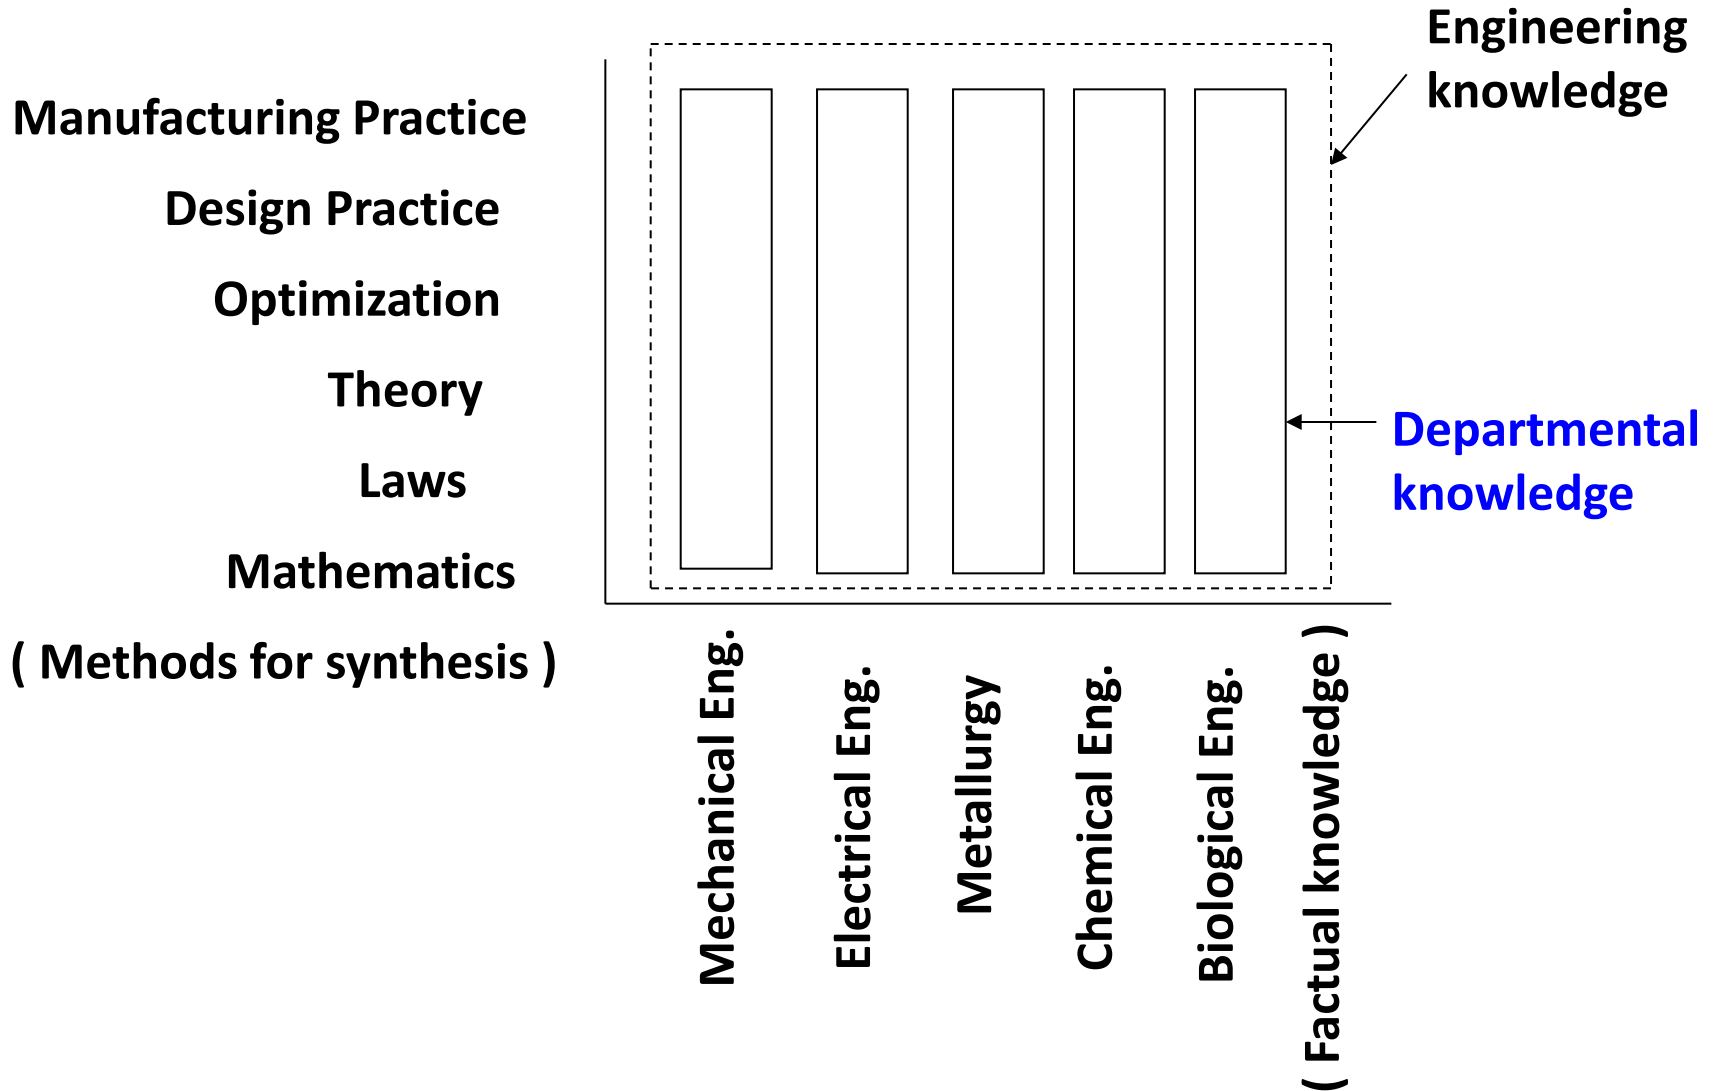 Engineering
knowledge
Manufacturing Practice
Design Practice
Optimization
Theory
Laws
Mathematics
( Methods for synthesis )
Departmental
knowledge
Mechanical Eng.
Electrical Eng.
Metallurgy
Chemical Eng.
Biological Eng.
( Factual knowledge )